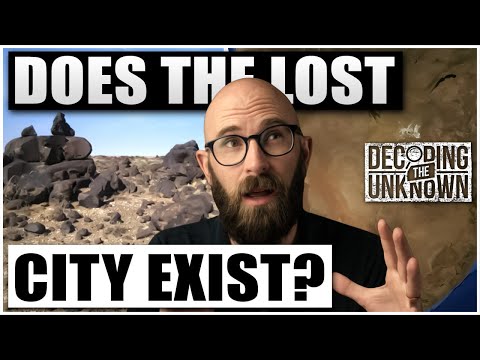 DOES THE LOST
DECODING
THE
UNKNOWN
CITY EXIST?